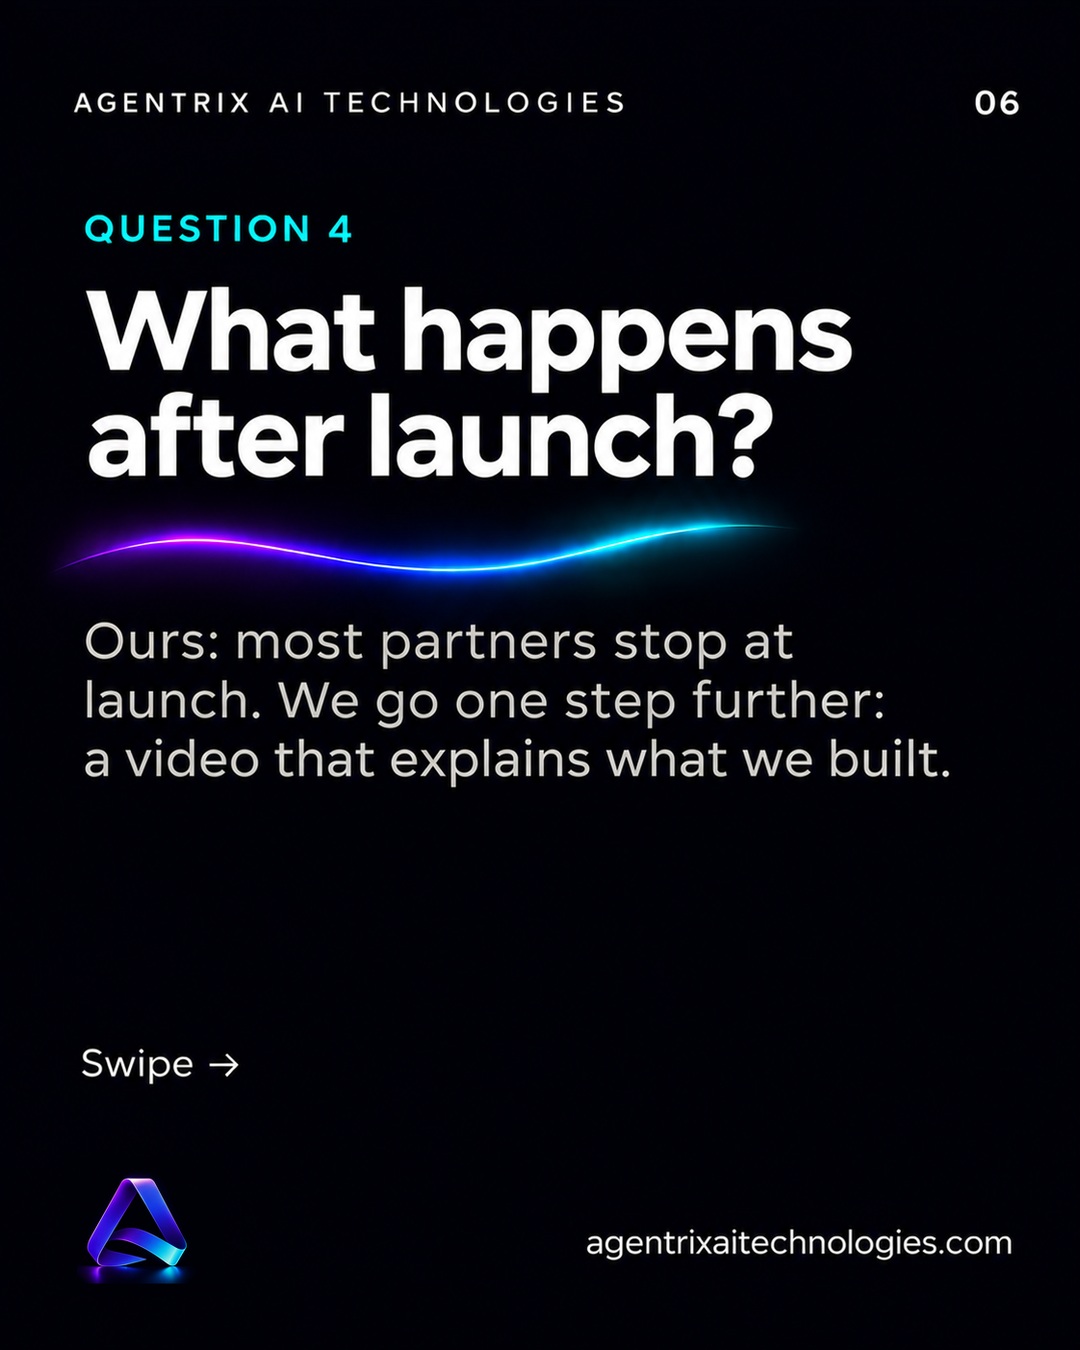 AGENTRIX AI TECHNOLOGIES
06
QUESTION 4
What happens
after launch?
Ours: most partners stop at
launch. We go one step further:
a video that explains what we built.
Swipe →
agentrixaitechnologies.com